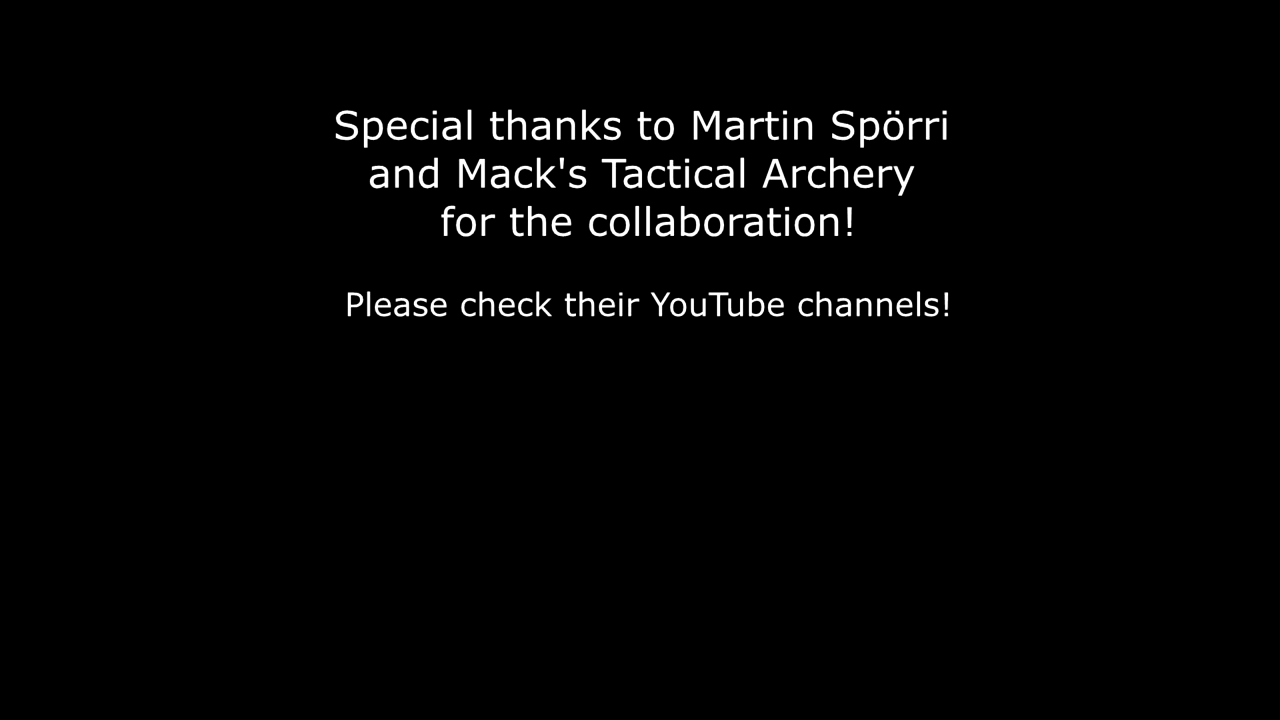 Special thanks to Martin Spörri
and Mack's Tactical Archery
for the collaboration!
Please check their YouTube channels!